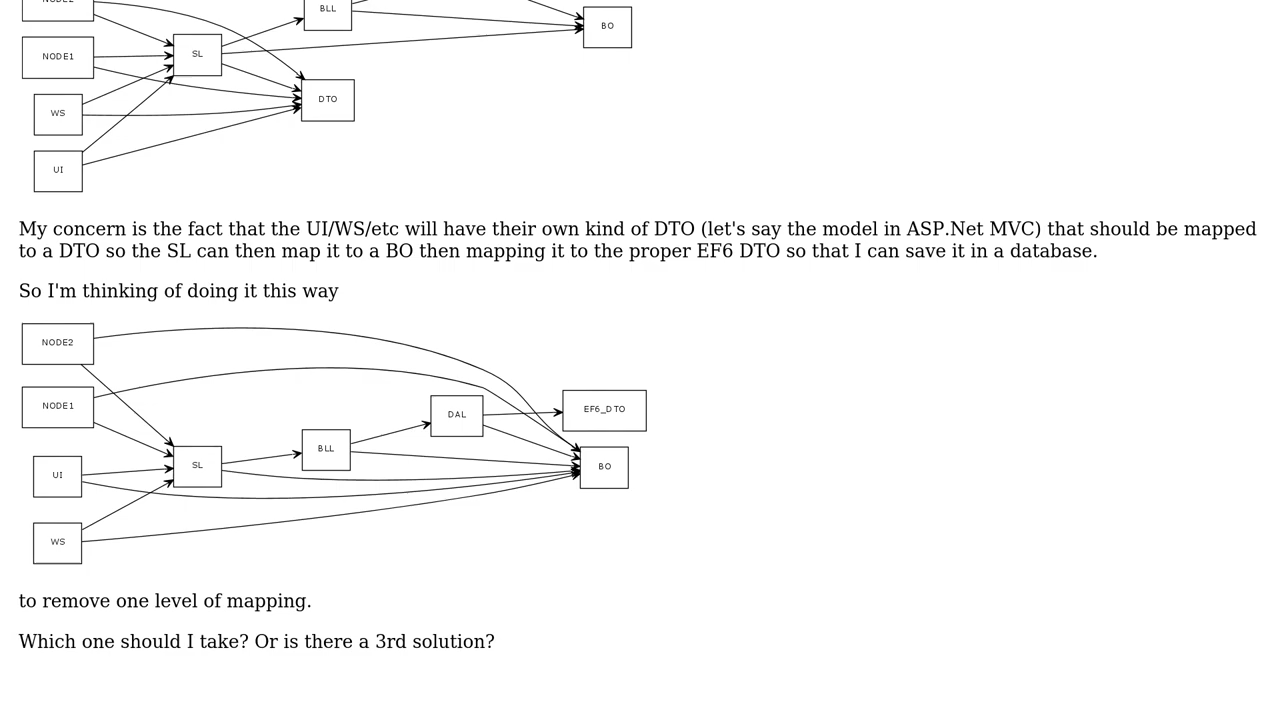 NODE2
BLL
BO
SL
NODE1
DTO
WS
UI
My concern is the fact that the UI/WS/etc will have their own kind of DTO (let's say the model in ASP.Net MVC) that should be mapped
to a DTO so the SL can then map it to a BO then mapping it to the proper EF6 DTO so that I can save it in a database.
So I'm thinking of doing it this way
NODE2
EF6_DTO
NODE1
DAL
BLL
SL
BO
UI
WS
to remove one level of mapping.
Which one should I take? Or is there a 3rd solution?